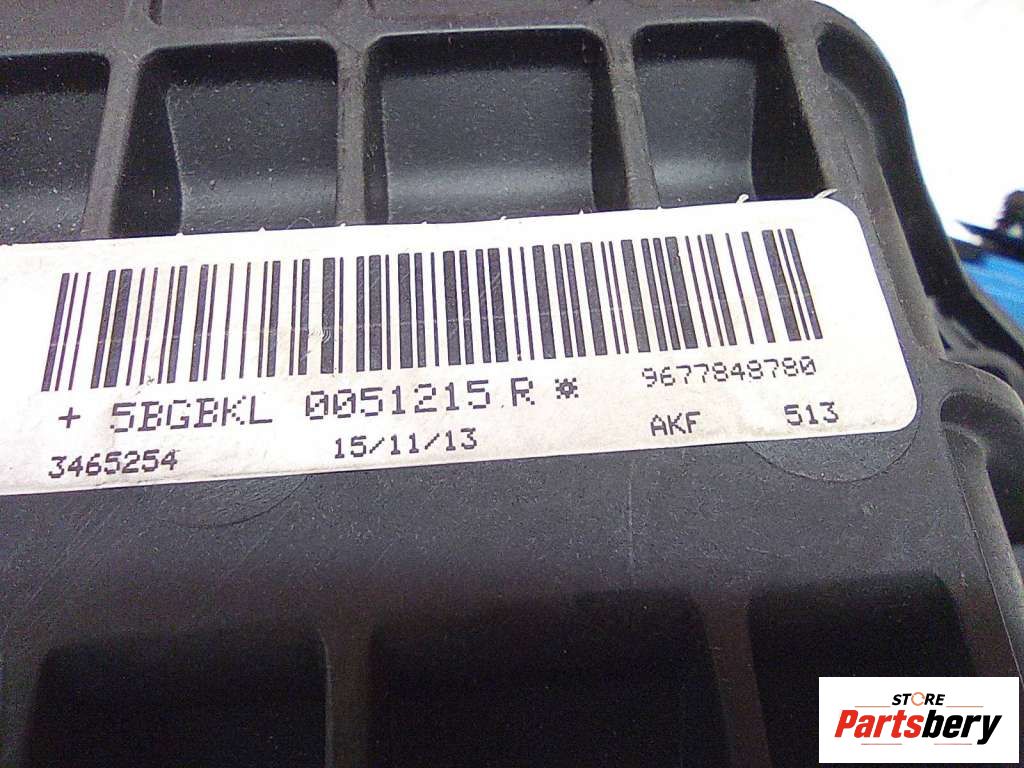 + 5BGBKL 0051215 R ☼ 9677848780
3465254 15/11/13 AKF 513
STORE
Partsbery